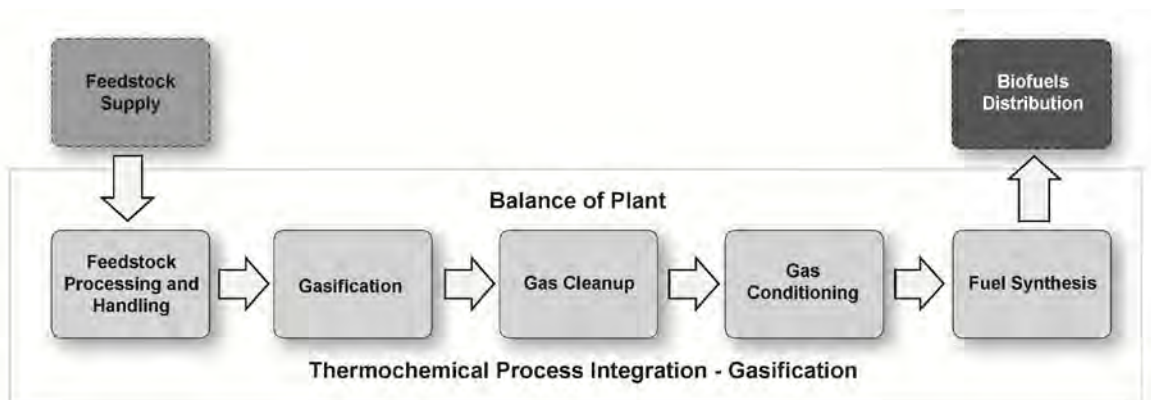 Feedstock
Supply
Biofuels
Distribution
Balance of Plant
Feedstock
Processing and
Handling
Gasification
Gas Cleanup
Gas
Conditioning
Fuel Synthesis
Thermochemical Process Integration - Gasification